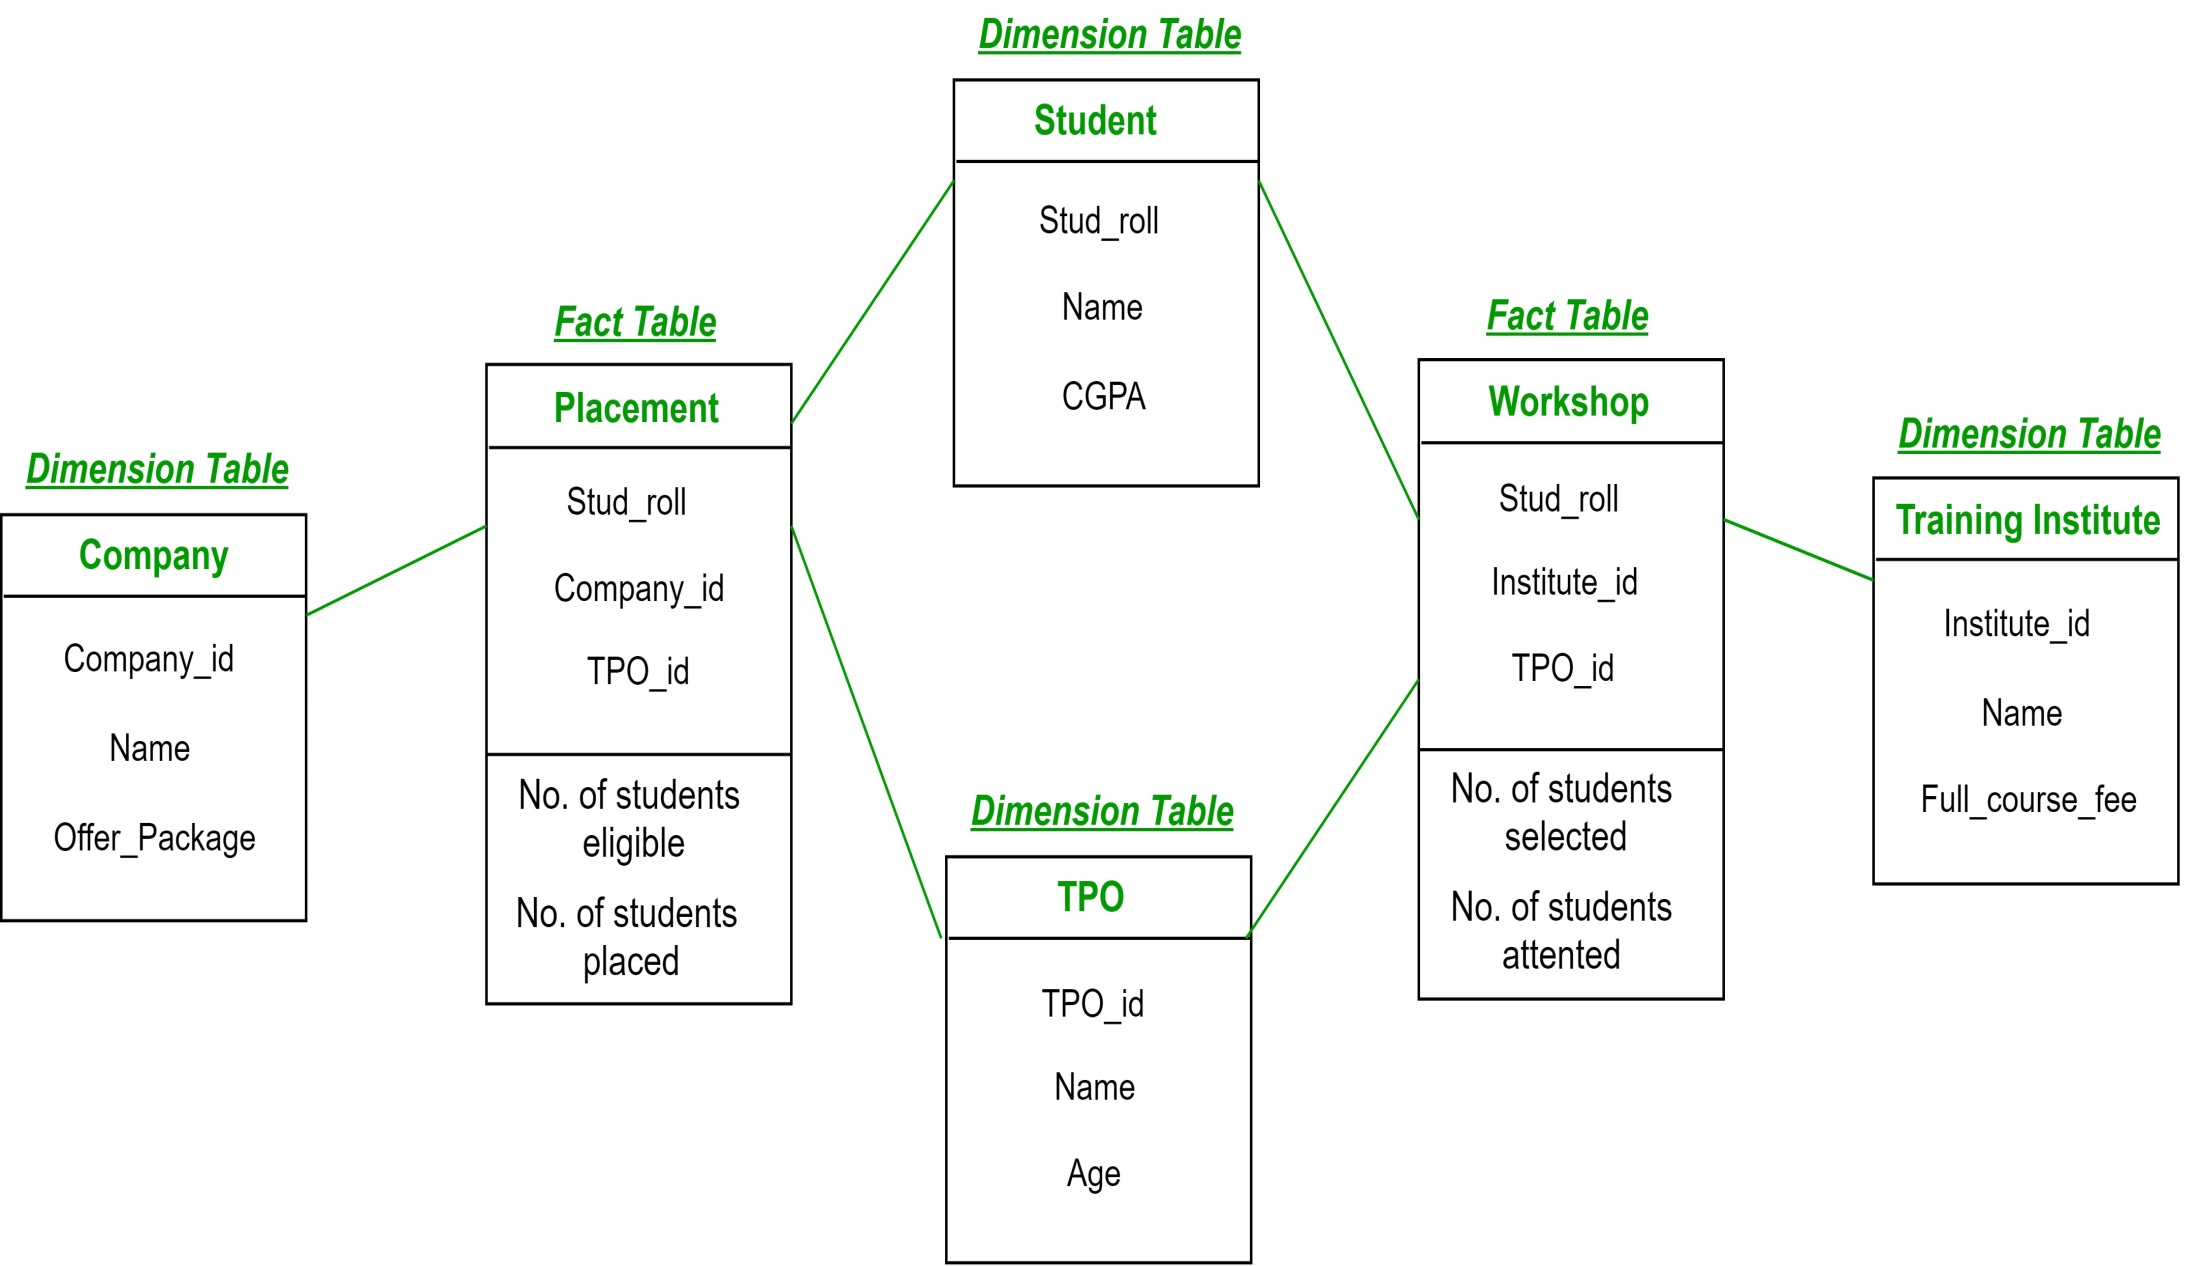 Dimension Table
Student
Stud_roll
Name
CGPA
Fact Table
Placement
Stud_roll
Company_id
TPO_id
No. of students
eligible
No. of students
placed
Fact Table
Workshop
Stud_roll
Institute_id
TPO_id
No. of students
selected
No. of students
attented
Dimension Table
Company
Company_id
Name
Offer_Package
Dimension Table
Training Institute
Institute_id
Name
Full_course_fee
Dimension Table
TPO
TPO_id
Name
Age